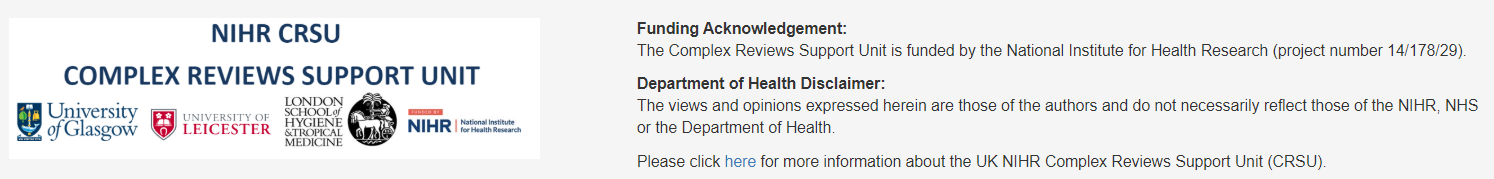 NIHR CRSU
COMPLEX REVIEWS SUPPORT UNIT
University
of Glasgow
UNIVERSITY OF
LEICESTER
LONDON
SCHOOL of
HYGIENE
& TROPICAL
MEDICINE
FUNDED BY
NIHR | National Institute
for Health Research
Funding Acknowledgement:
The Complex Reviews Support Unit is funded by the National Institute for Health Research (project number 14/178/29).
Department of Health Disclaimer:
The views and opinions expressed herein are those of the authors and do not necessarily reflect those of the NIHR, NHS
or the Department of Health.
Please click here for more information about the UK NIHR Complex Reviews Support Unit (CRSU).